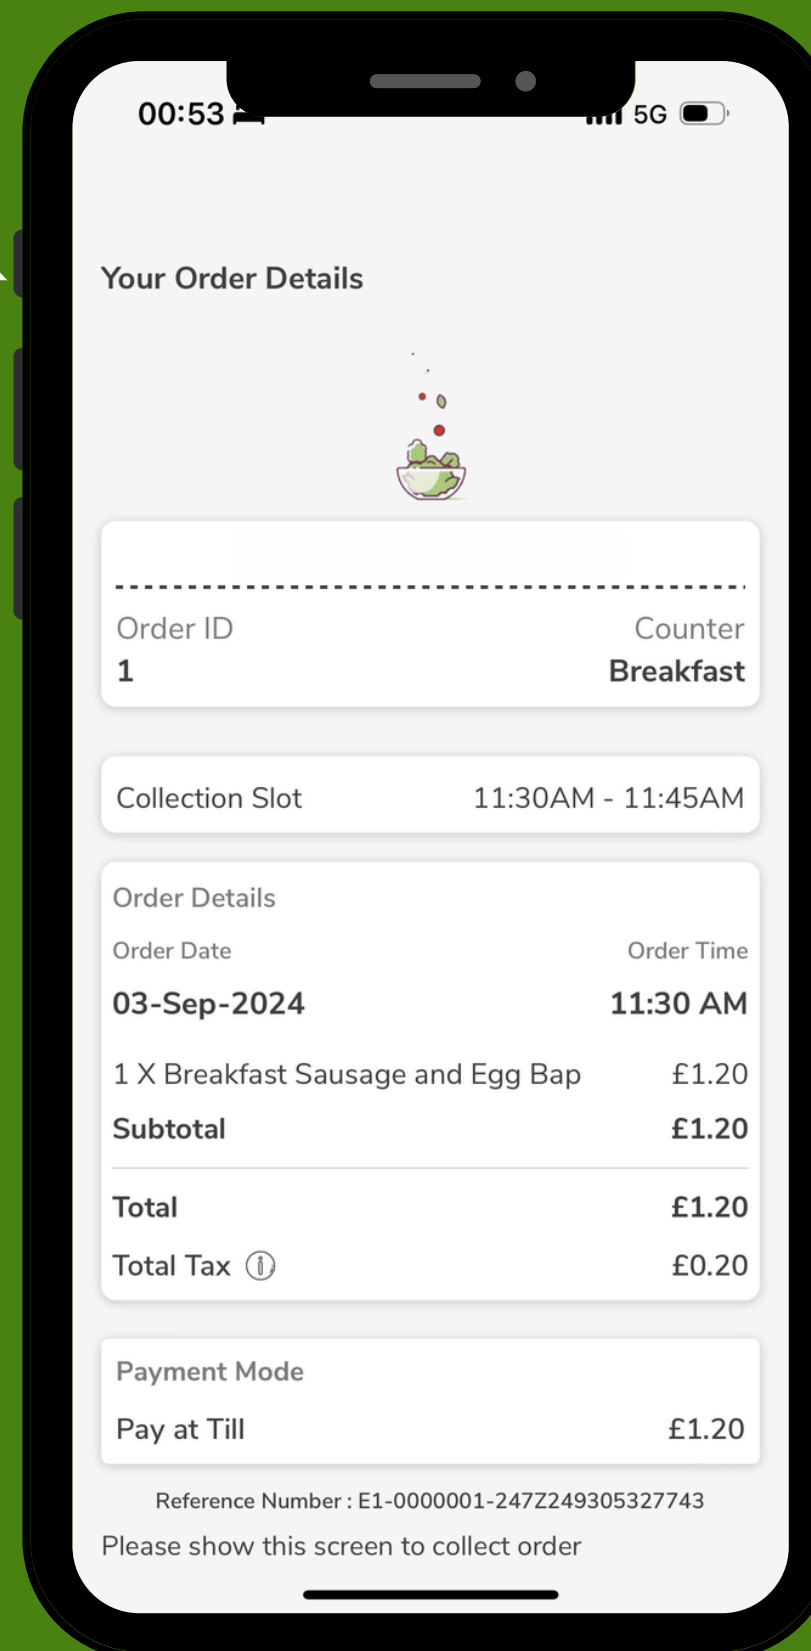 00:53 5G
Your Order Details
Order ID Counter
1 Breakfast
Collection Slot 11:30AM - 11:45AM
Order Details
Order Date Order Time
03-Sep-2024 11:30 AM
1 X Breakfast Sausage and Egg Bap £1.20
Subtotal £1.20
Total £1.20
Total Tax £0.20
Payment Mode
Pay at Till £1.20
Reference Number : E1-0000001-247Z249305327743
Please show this screen to collect order